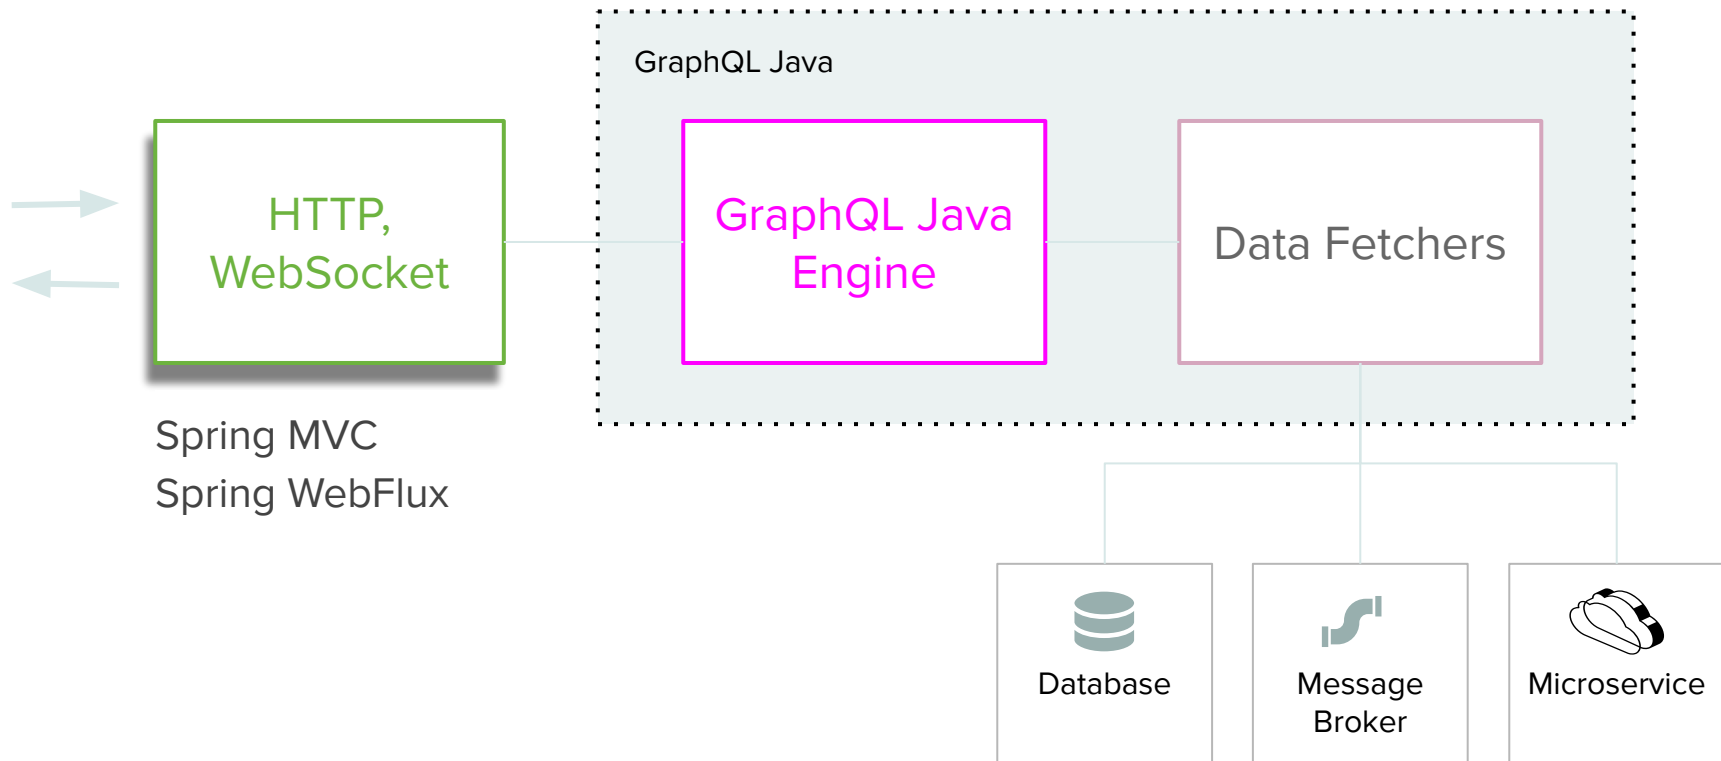 GraphQL Java
HTTP,
WebSocket
GraphQL Java
Engine
Data Fetchers
Spring MVC
Spring WebFlux
Database
Message
Broker
Microservice